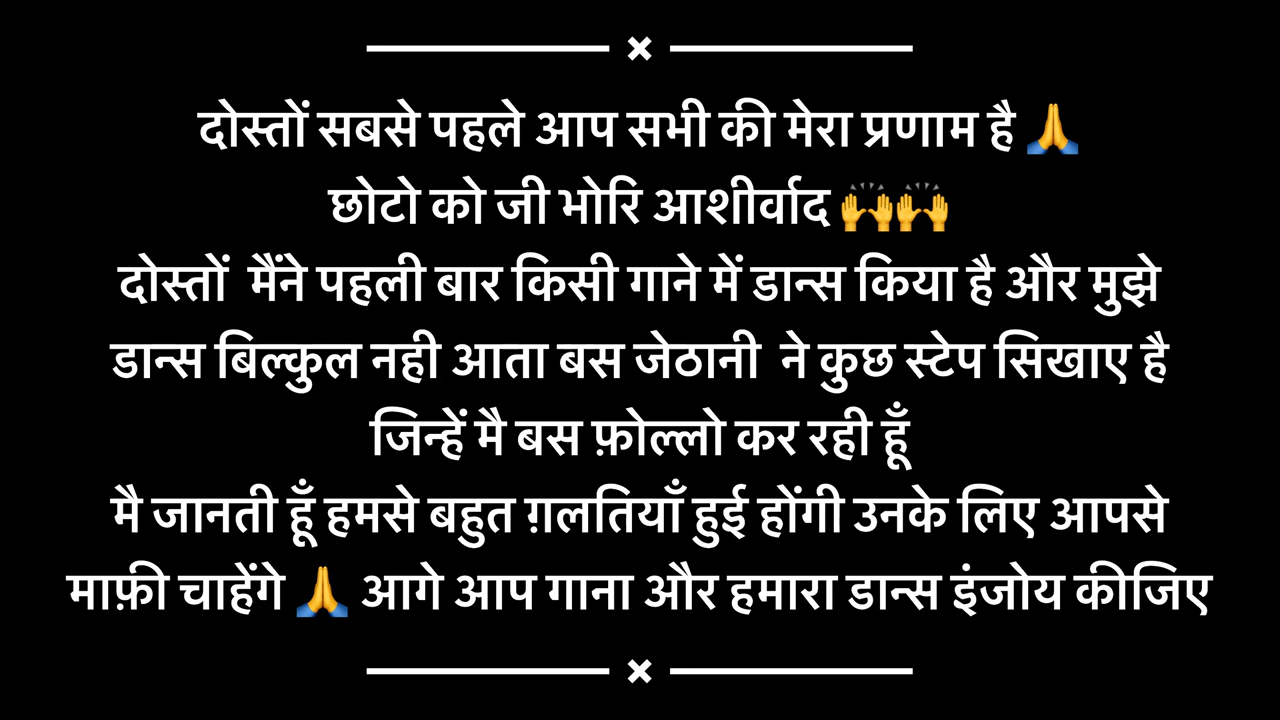 दोस्तों सबसे पहले आप सभी की मेरा प्रणाम है 🙏
छोटो को जी भोरि आशीर्वाद 🙌🙌
दोस्तों  मैंने पहली बार किसी गाने में डान्स किया है और मुझे
डान्स बिल्कुल नही आता बस जेठानी  ने कुछ स्टेप सिखाए है
जिन्हें मै बस फ़ोल्लो कर रही हूँ
मै जानती हूँ हमसे बहुत ग़लतियाँ हुई होंगी उनके लिए आपसे
माफ़ी चाहेंगे 🙏 आगे आप गाना और हमारा डान्स इंजोय कीजिए